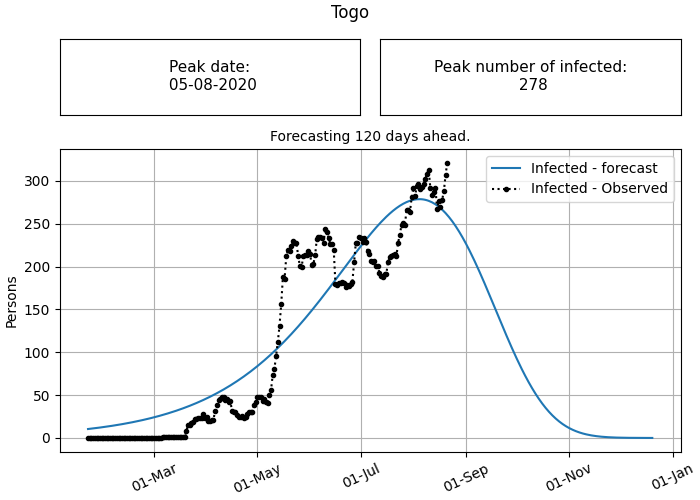 Togo
Peak date:
05-08-2020
Peak number of infected:
278
Forecasting 120 days ahead.
Infected - forecast
Infected - Observed
Persons
300
250
200
150
100
50
0
01-Mar
01-May
01-Jul
01-Sep
01-Nov
01-Jan